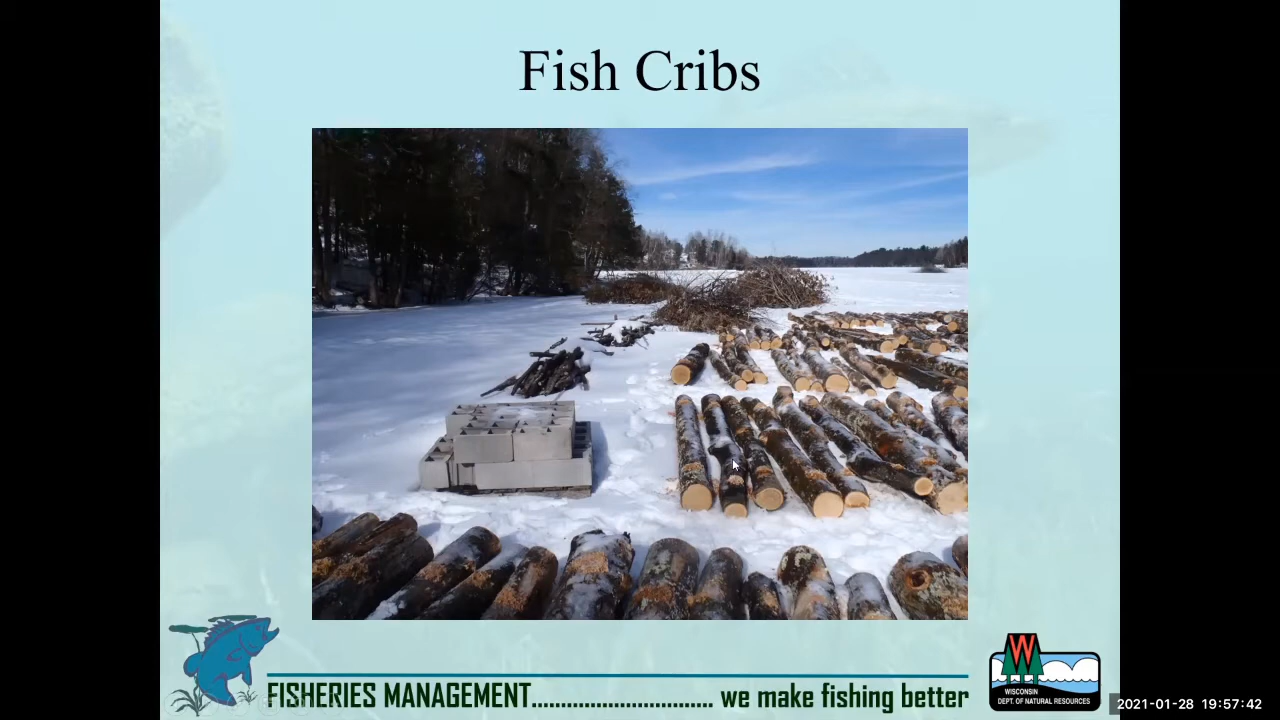 Fish Cribs
FISHERIES MANAGEMENT............................... we make fishing better
W
WISCONSIN
DEPT. OF NATURAL RESOURCES
2021-01-28 19:57:42